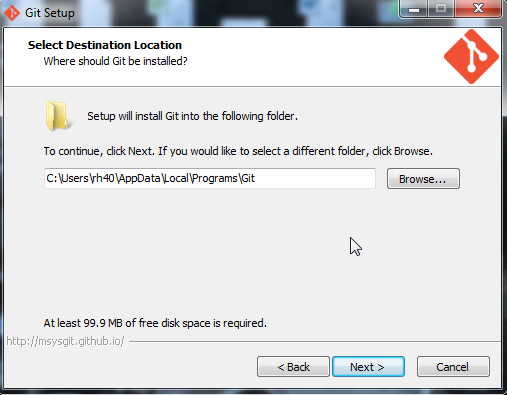 Git Setup
Select Destination Location
Where should Git be installed?
Setup will install Git into the following folder.
To continue, click Next. If you would like to select a different folder, click Browse.
C:\Users\rh40\AppData\Local\Programs\Git
Browse...
At least 99.9 MB of free disk space is required.
http://msysgit.github.io/
< Back
Next >
Cancel